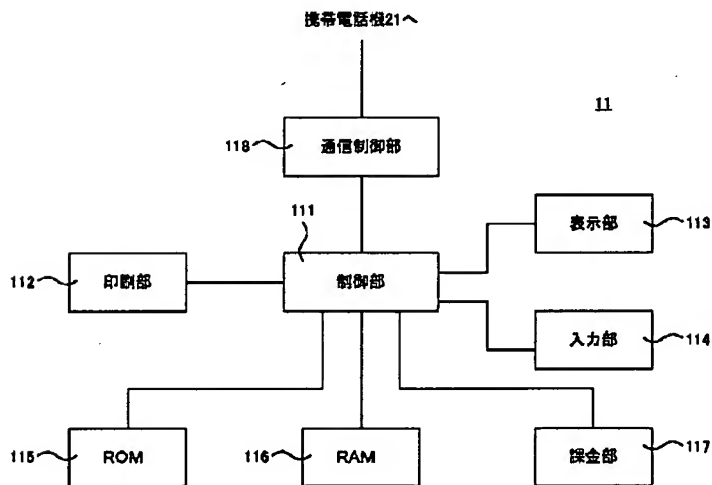 携帯電話機21へ
11
118
通信制御部
111
表示部
113
112
印刷部
制御部
入力部
114
115
ROM
116
RAM
課金部
117